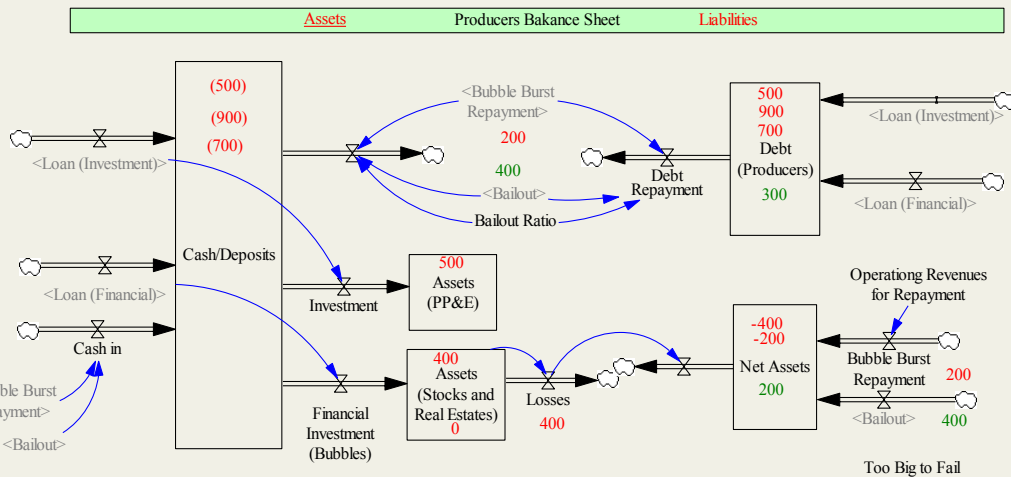 Assets Producers Bakance Sheet Liabilities
(500)
(900)
(700)
<Loan (Investment)>
Cash/Deposits
<Loan (Financial)>
Cash in
ble Burst
payment>
<Bailout>
<Bubble Burst
Repayment>
200
400
<Bailout>
Bailout Ratio
Debt
Repayment
500
900
700
Debt
(Producers)
300
<Loan (Investment)>
<Loan (Financial)>
Investment
500
Assets
(PP&E)
Financial
Investment
(Bubbles)
400
Assets
(Stocks and
Real Estates)
0
Losses
400
-400
-200
Net Assets
200
Operationg Revenues
for Repayment
Bubble Burst
Repayment
200
<Bailout>
400
Too Big to Fail